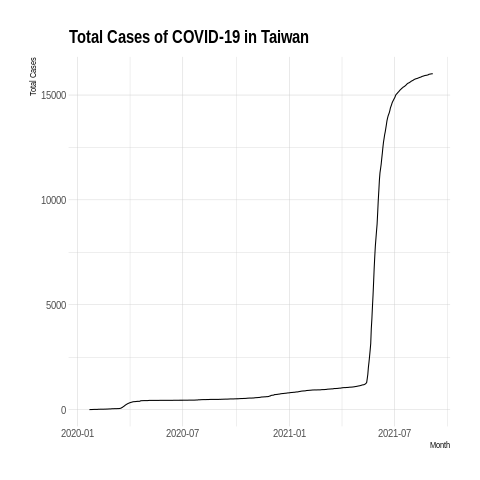 Total Cases of COVID-19 in Taiwan
Total Cases
15000
10000
5000
0
2020-01 2020-07 2021-01 2021-07
Month